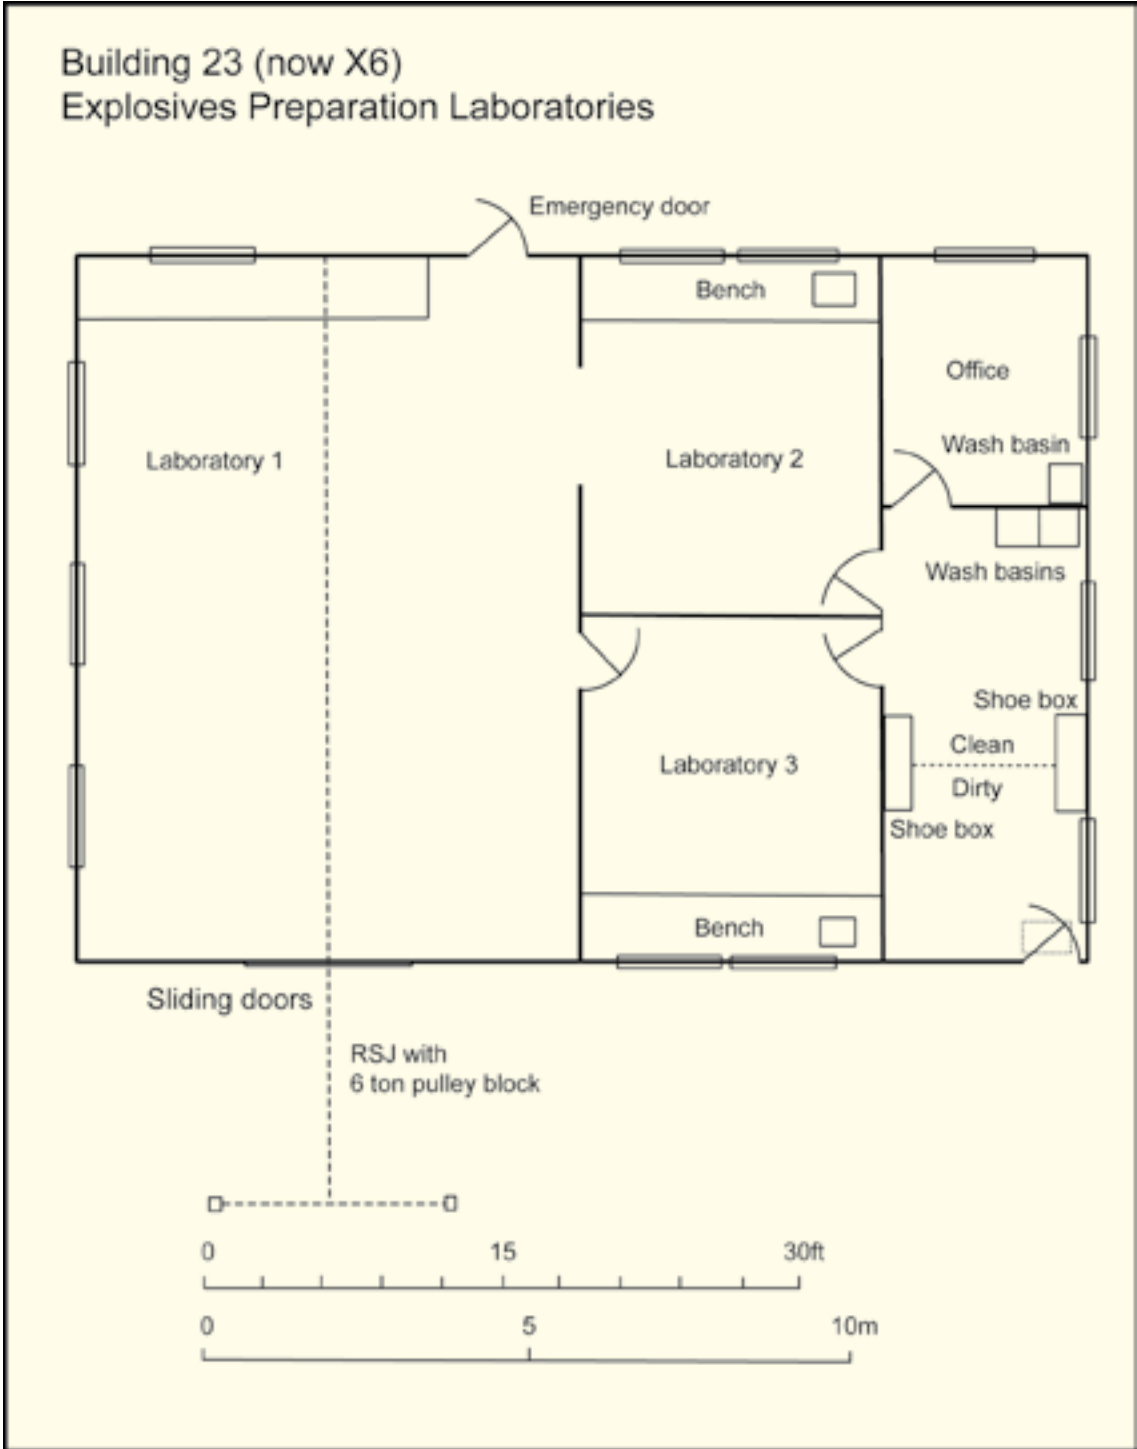 Building 23 (now X6)
Explosives Preparation Laboratories
Emergency door
Bench
Office
Wash basin
Laboratory 1
Laboratory 2
Wash basins
Shoe box
Clean
Laboratory 3
Dirty
Shoe box
Bench
Sliding doors
RSJ with
6 ton pulley block
0 15 30ft
0 5 10m